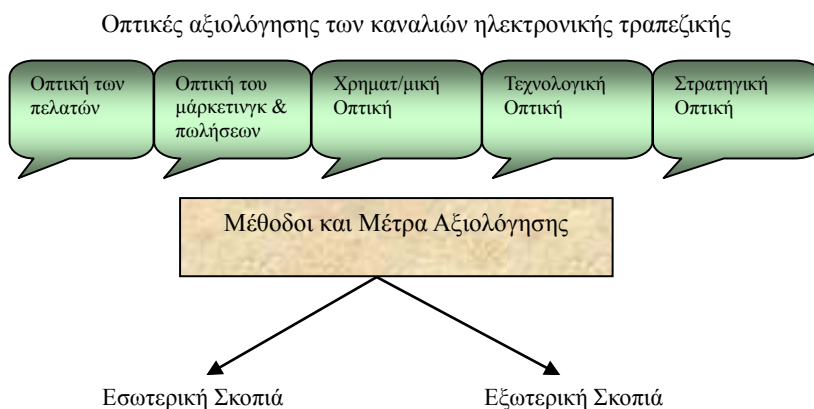 Οπτικές αξιολόγησης των καναλιών ηλεκτρονικής τραπεζικής
Οπτική των
πελατών
Οπτική του
μάρκετινγκ &
πωλήσεων
Χρηματ/μική
Οπτική
Τεχνολογική
Οπτική
Στρατηγική
Οπτική
Μέθοδοι και Μέτρα Αξιολόγησης
Εσωτερική Σκοπιά
Εξωτερική Σκοπιά